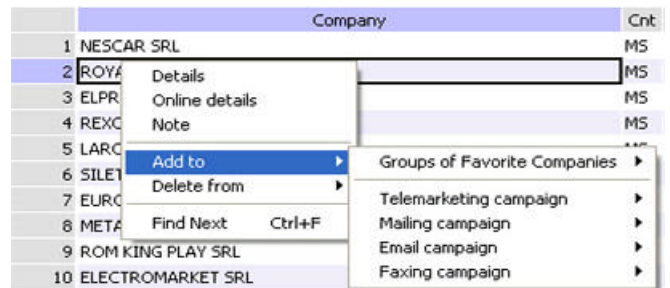 Company Cnt
1 NESCAR SRL MS
2 ROYA MS
3 ELPR MS
4 REXC MS
5 LARC
6 SILET
7 EURO
8 META
9 ROM KING PLAY SRL
10 ELECTROMARKET SRL
Details
Online details
Note
Add to
Delete from
Find Next Ctrl+F
Groups of Favorite Companies
Telemarketing campaign
Mailing campaign
Email campaign
Faxing campaign